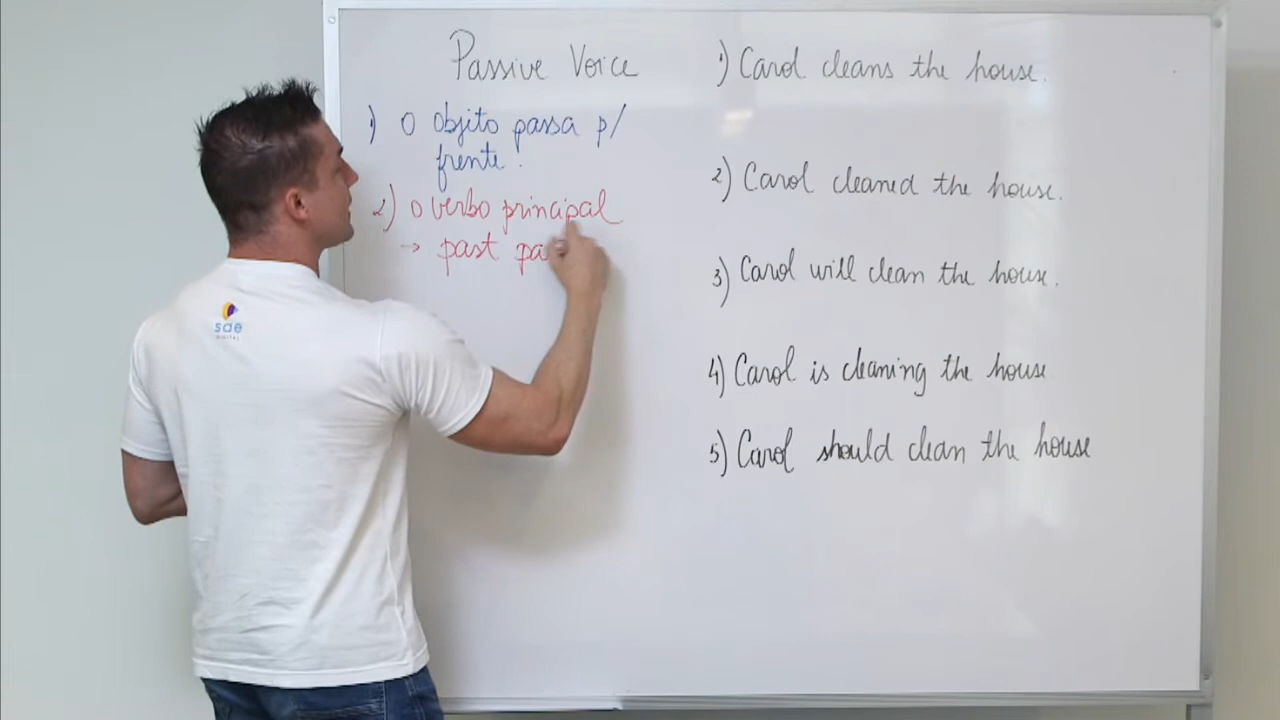 Passive Voice
1) O objito passa p/
frente.
2) O verbo principal
→ past pa
1) Carol cleans the house.
2) Carol cleaned the house.
3) Carol will clean the house.
4) Carol is cleaning the house
5) Carol should clean the house
sae